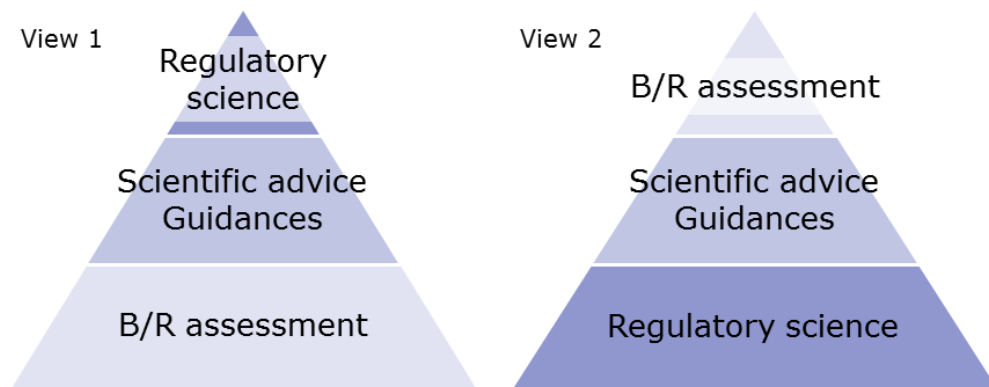 View 1
Regulatory
science
Scientific advice
Guidances
B/R assessment
View 2
B/R assessment
Scientific advice
Guidances
Regulatory science